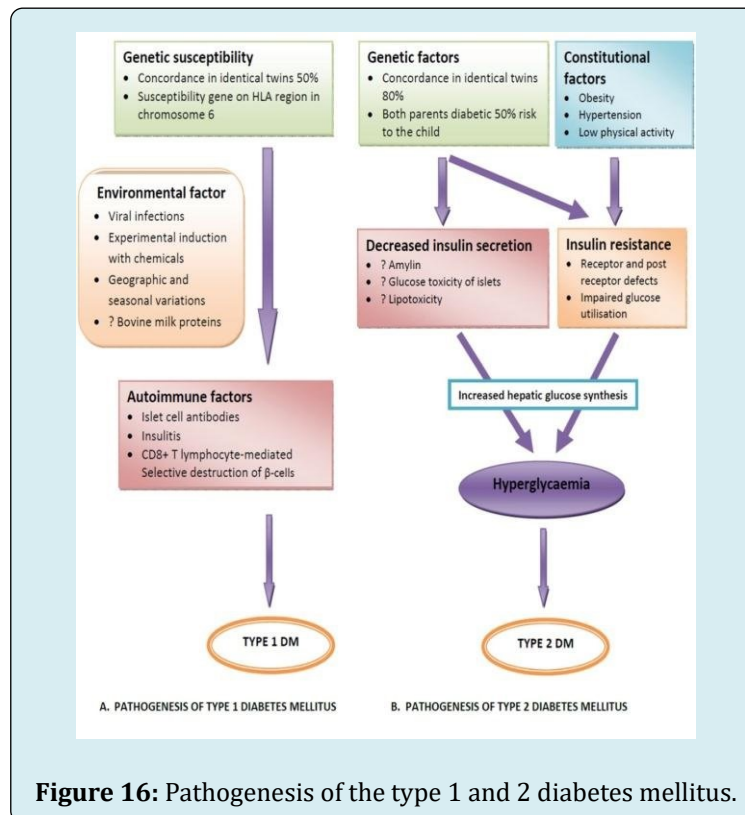 Genetic susceptibility
• Concordance in identical twins 50%
• Susceptibility gene on HLA region in
chromosome 6
Environmental factor
• Viral infections
• Experimental induction
with chemicals
• Geographic and
seasonal variations
• ? Bovine milk proteins
Autoimmune factors
• Islet cell antibodies
• Insulitis
• CD8+ T lymphocyte-mediated
Selective destruction of β-cells
TYPE 1 DM
A. PATHOGENESIS OF TYPE 1 DIABETES MELLITUS
Genetic factors
• Concordance in identical twins
80%
• Both parents diabetic 50% risk
to the child
Constitutional
factors
• Obesity
• Hypertension
• Low physical activity
Decreased insulin secretion
• ? Amylin
• ? Glucose toxicity of islets
• ? Lipotoxicity
Insulin resistance
• Receptor and post
receptor defects
• Impaired glucose
utilisation
Increased hepatic glucose synthesis
Hyperglycaemia
TYPE 2 DM
B. PATHOGENESIS OF TYPE 2 DIABETES MELLITUS
Figure 16: Pathogenesis of the type 1 and 2 diabetes mellitus.